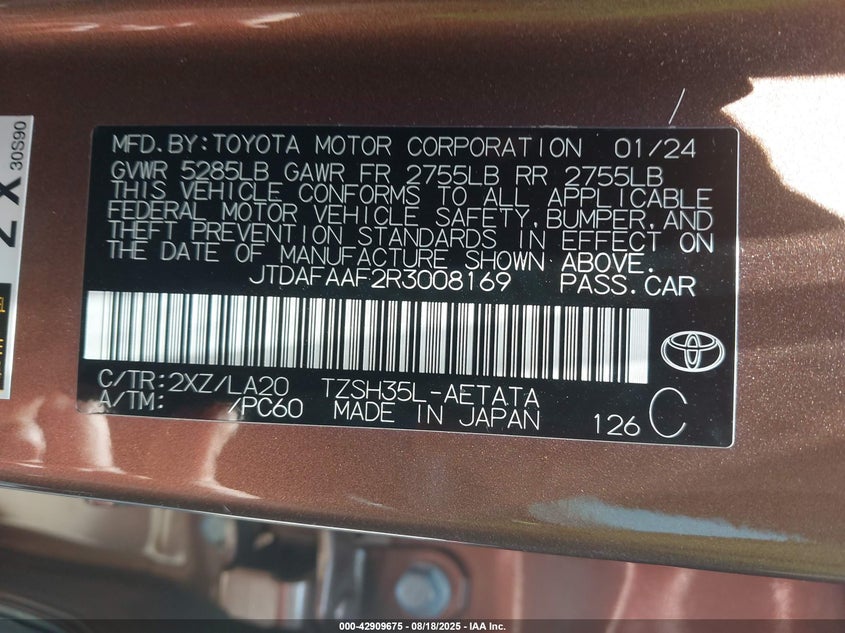 2X
30S90
MFD.BY:TOYOTA MOTOR CORPORATION 01/24
GVWR 5285LB GAWR FR 2755LB RR 2755LB
THIS VEHICLE CONFORMS TO ALL APPLICABLE
FEDERAL MOTOR VEHICLE SAFETY, BUMPER, AND
THEFT PREVENTION STANDARDS IN EFFECT ON
THE DATE OF MANUFACTURE SHOWN ABOVE.
JTDAFAAF2R3008169 PASS.CAR
C/TR:2XZ/LA20 TZSH35L-AETATA
A/TM: /PC60 MADE IN JAPAN 126 C
000-42909675 - 08/18/2025 - IAA Inc.